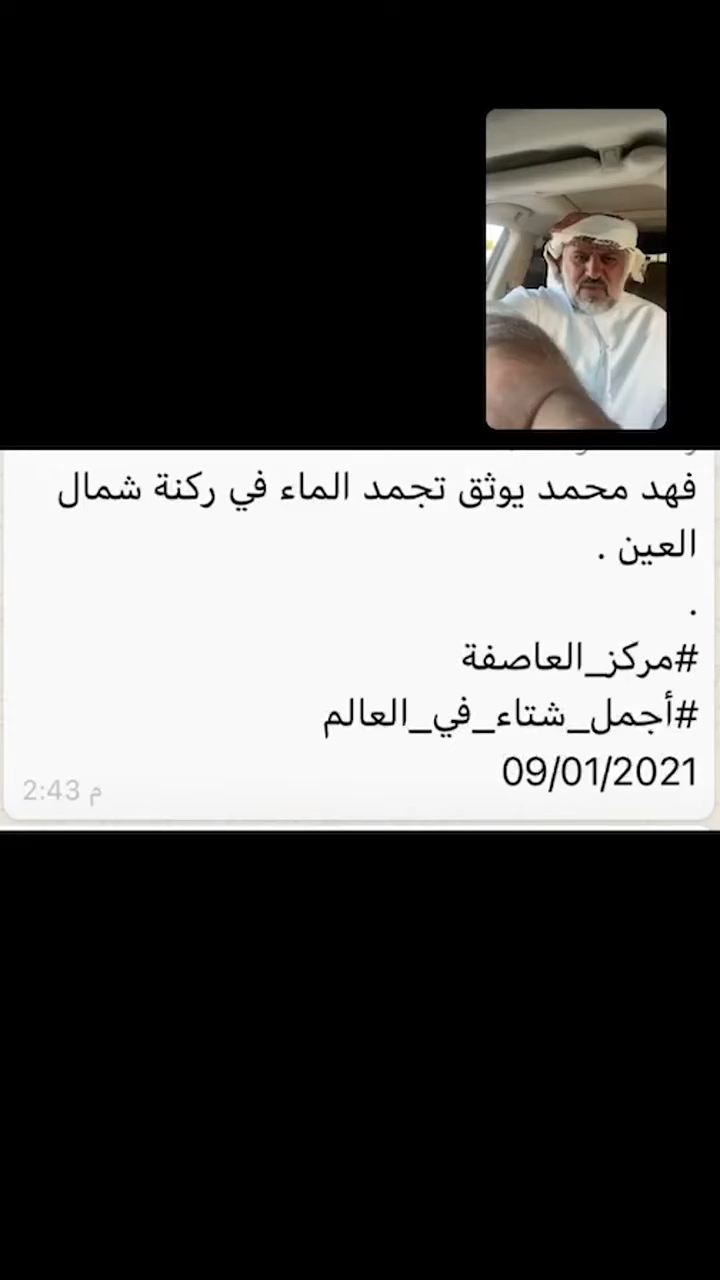 فهد محمد يوثق تجمد الماء في ركنة شمال
العين .
.
#مركز_العاصفة
#أجمل_شتاء_في_العالم
09/01/2021
2:43 م